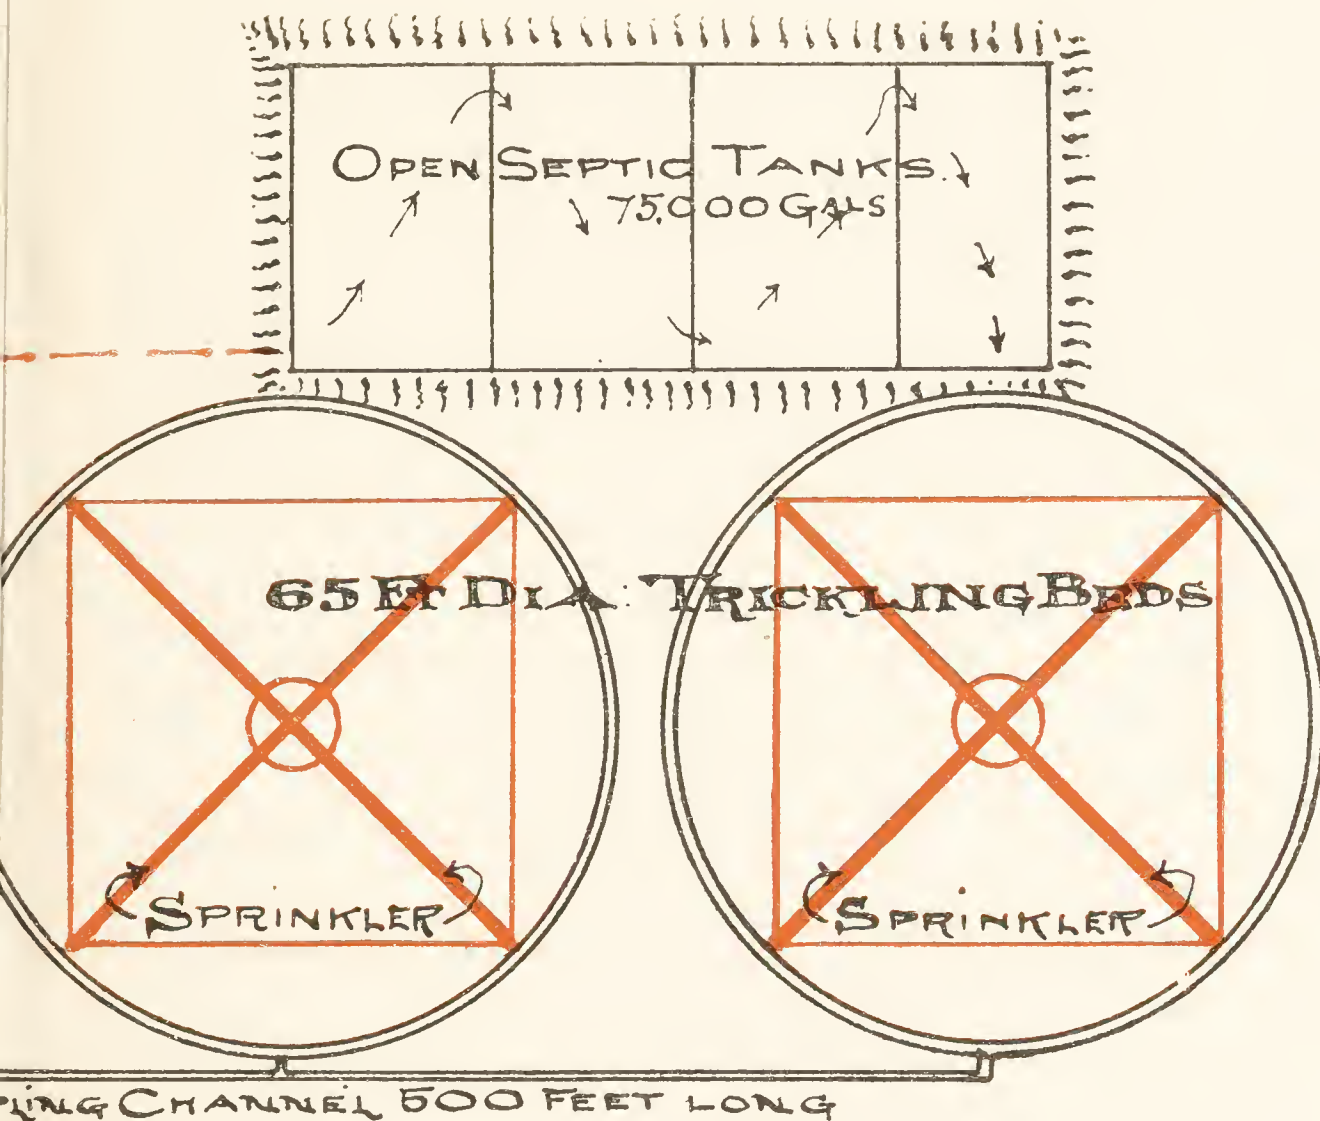 OPEN SEPTIC TANKS.
75,000 GALS
65 FT DIA: TRICKLING BEDS
SPRINKLER
SPRINKLER
CHANNEL 500 FEET LONG